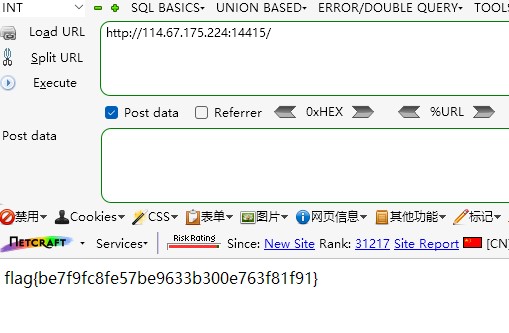 INT SQL BASICS▾ UNION BASED▾ ERROR/DOUBLE QUERY▾ TOOL
Load URL http://114.67.175.224:14415/
Split URL
Execute
Post data Referrer 0xHEX %URL
Post data
禁用▾ Cookies▾ CSS▾ 表单▾ 图片▾ 网页信息▾ 其他功能▾ 标记▾
NETCRAFT Services▾ Risk Rating Since: New Site Rank: 31217 Site Report [CN]
flag{be7f9fc8fe57be9633b300e763f81f91}